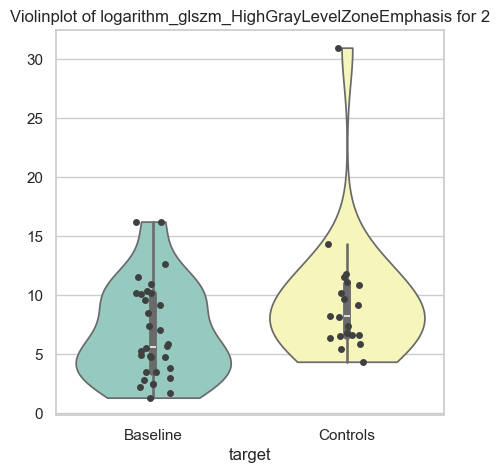 Violinplot of logarithm_glszm_HighGrayLevelZoneEmphasis for 2
30
25
20
15
10
5
0
Baseline
Controls
target